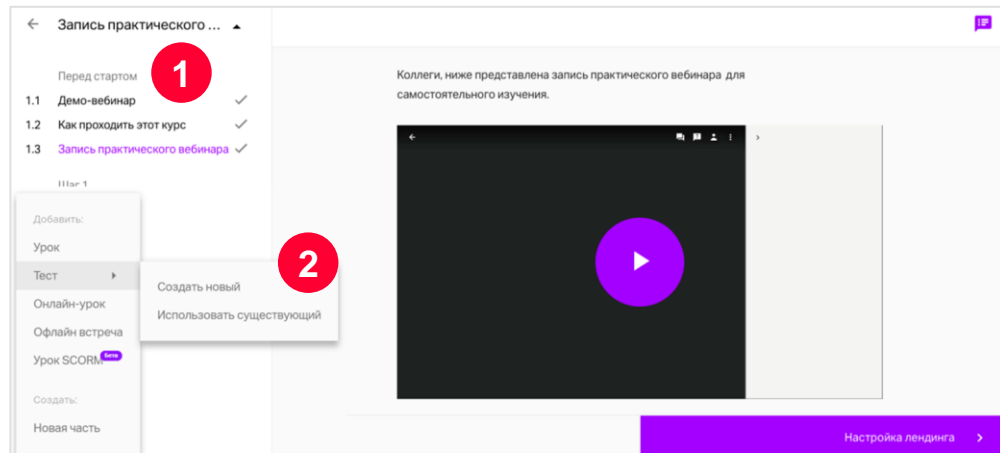 Запись практического ...
Перед стартом
1
1.1 Демо-вебинар
1.2 Как проходить этот курс
1.3 Запись практического вебинара
Шаг 1
Добавить:
Урок
Тест
Онлайн-урок
Офлайн встреча
Урок SCORM Бета
Создать:
Новая часть
2
Создать новый
Использовать существующий
Коллеги, ниже представлена запись практического вебинара для
самостоятельного изучения.
Настройка лендинга